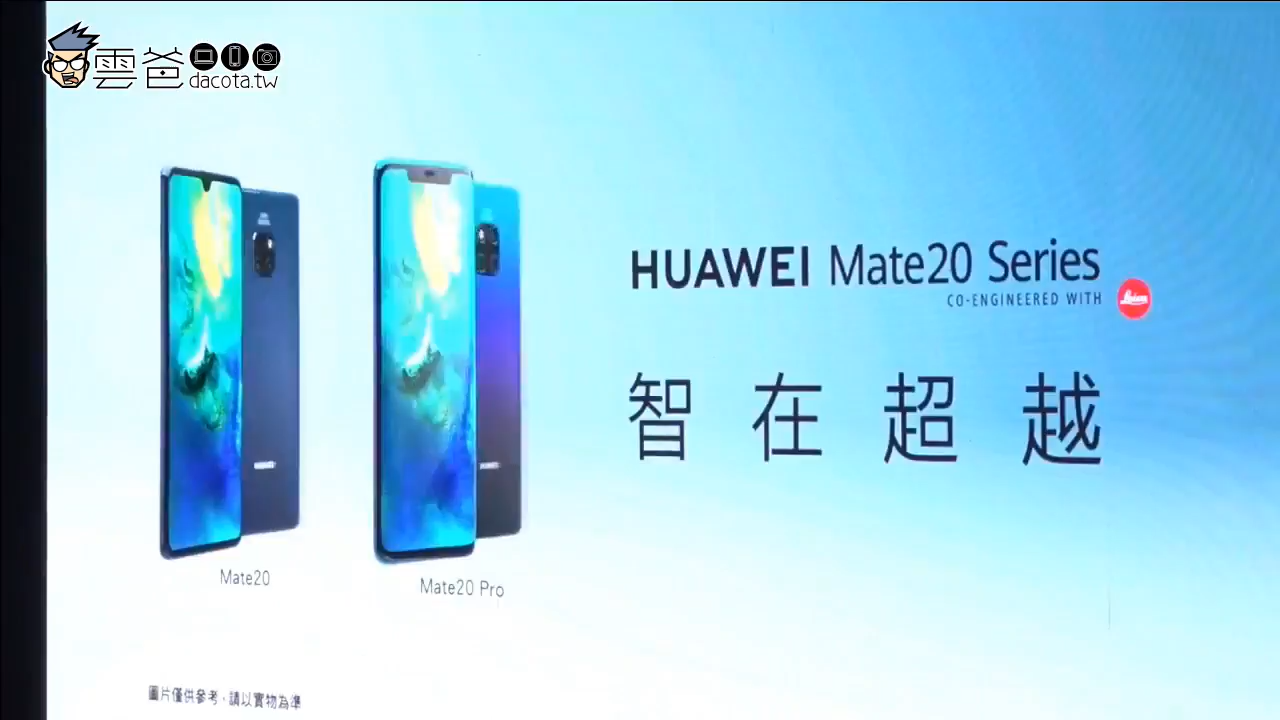 雲爸
dacota.tw
HUAWEI Mate20 Series
CO-ENGINEERED WITH
Leica
智在超越
HUAWEI
HUAWEI
Mate20
Mate20 Pro
圖片僅供參考,請以實物為準